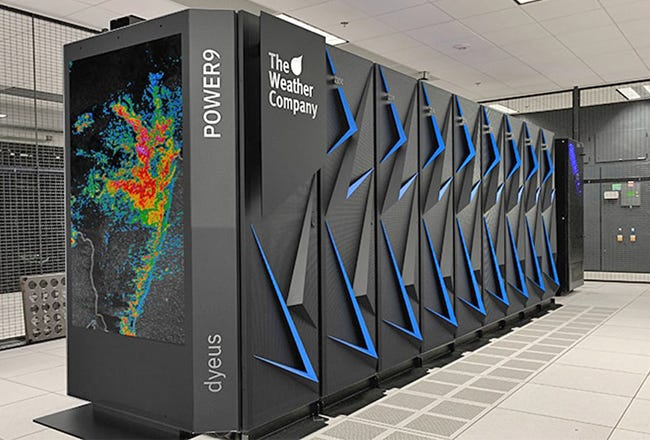 POWER9
dyeus
The
Weather
Company